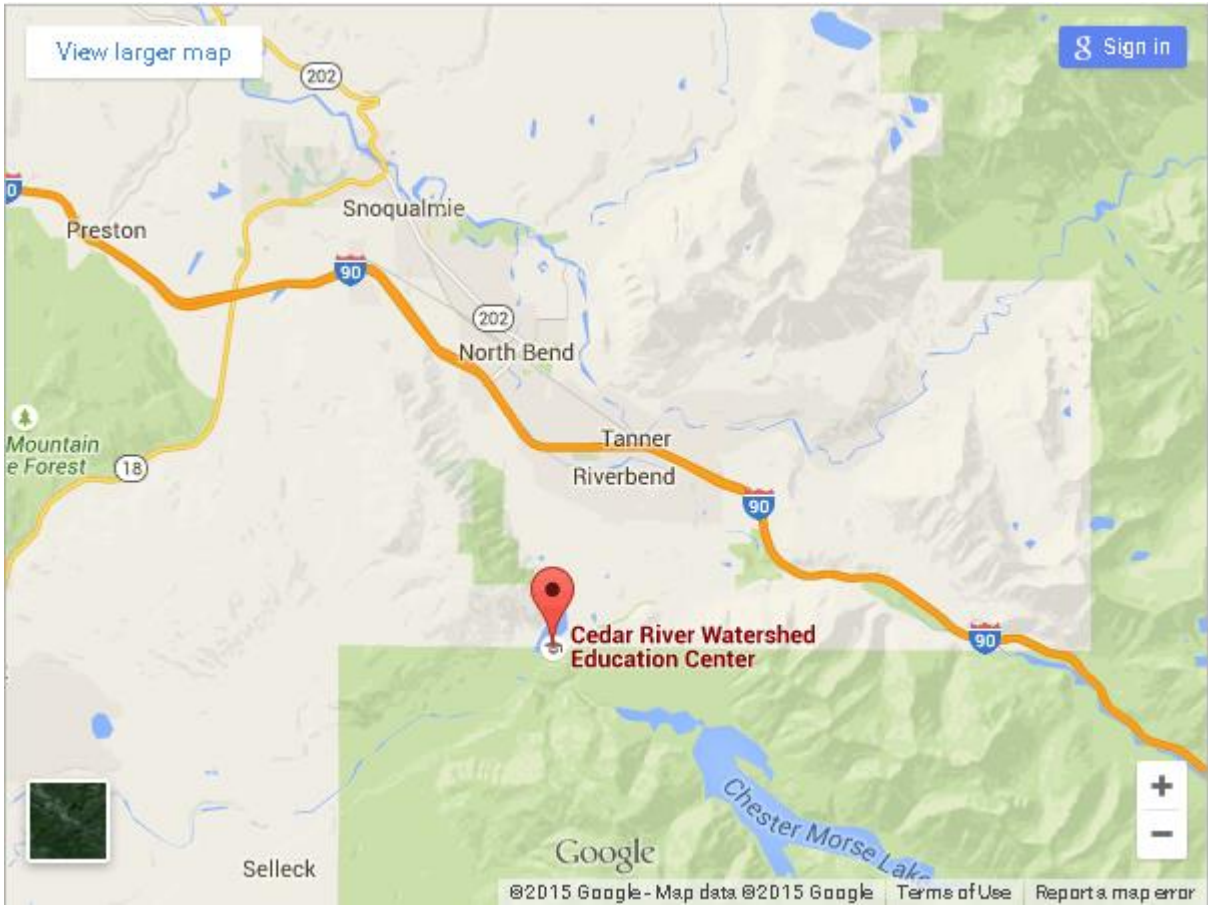 View larger map
8 Sign in
202
0
Snoqualmie
Preston
90
202
North Bend
Mountain
e Forest
18
Tanner
Riverbend
90
Cedar River Watershed
Education Center
90
Chester Morse Lake
+
−
Google
Selleck
©2015 Google - Map data ©2015 Google
Terms of Use
Report a map error